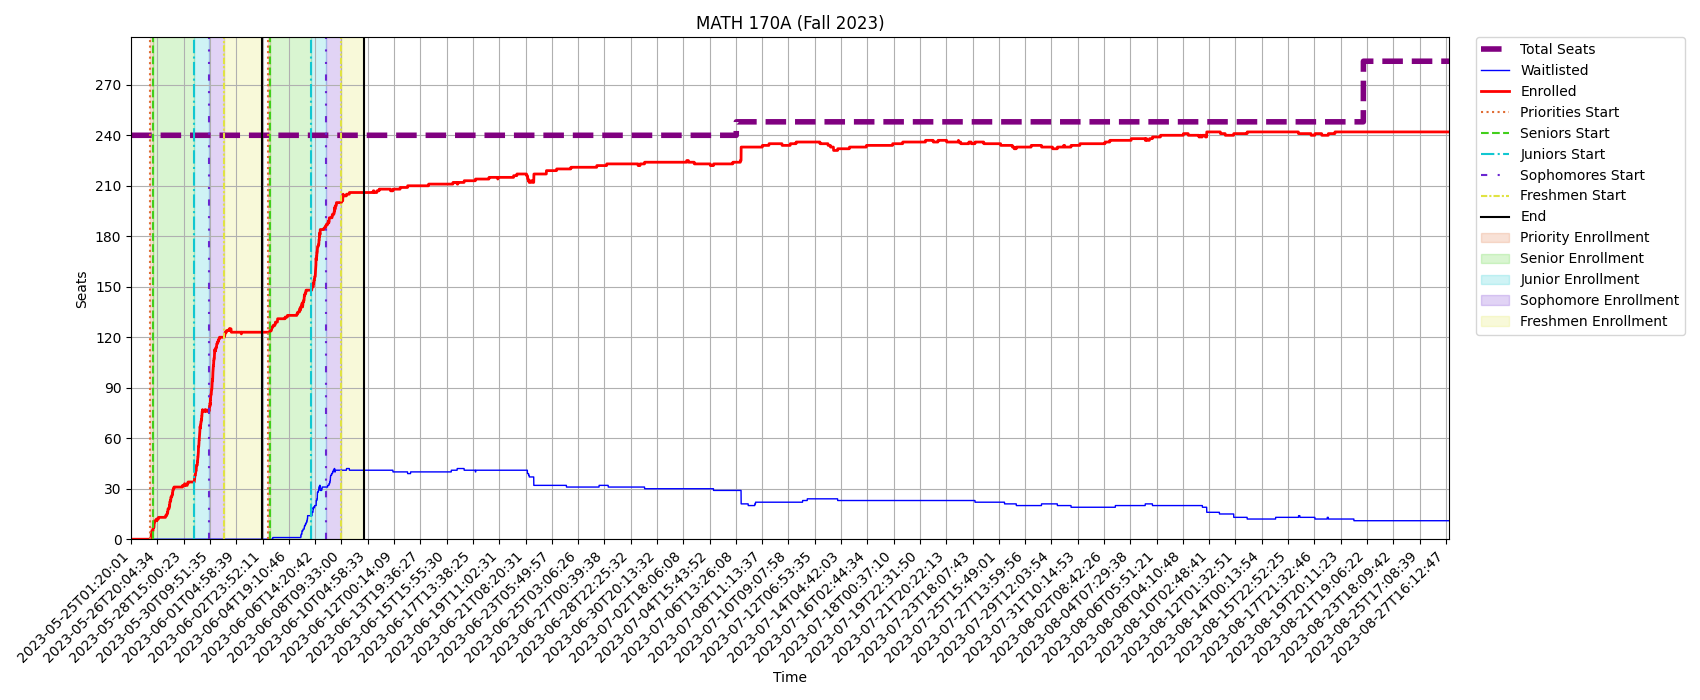 MATH 170A (Fall 2023)
270
240
210
180
150
120
90
60
30
0
Seats
2023-05-25T01:20:01
2023-05-26T20:04:34
2023-05-28T15:00:23
2023-05-30T09:51:35
2023-06-01T04:58:39
2023-06-02T23:52:11
2023-06-04T19:10:46
2023-06-06T14:20:42
2023-06-08T09:33:00
2023-06-10T04:58:33
2023-06-12T00:14:09
2023-06-13T19:36:27
2023-06-15T15:55:30
2023-06-17T13:38:25
2023-06-19T11:02:31
2023-06-21T08:20:31
2023-06-23T05:49:57
2023-06-25T03:06:26
2023-06-27T00:39:38
2023-06-28T22:25:32
2023-06-30T20:13:32
2023-07-02T18:06:08
2023-07-04T15:43:52
2023-07-06T13:26:08
2023-07-08T11:13:37
2023-07-10T09:07:58
2023-07-12T06:53:35
2023-07-14T04:42:03
2023-07-16T02:44:34
2023-07-18T00:37:10
2023-07-19T22:31:50
2023-07-21T20:22:13
2023-07-23T18:07:43
2023-07-25T15:49:01
2023-07-27T13:59:56
2023-07-29T12:03:54
2023-07-31T10:14:53
2023-08-02T08:42:26
2023-08-04T07:29:38
2023-08-06T05:51:21
2023-08-08T04:10:48
2023-08-10T02:48:41
2023-08-12T01:32:51
2023-08-14T00:13:54
2023-08-15T22:52:25
2023-08-17T21:32:46
2023-08-19T20:11:23
2023-08-21T19:06:22
2023-08-23T18:09:42
2023-08-25T17:08:39
2023-08-27T16:12:47
Time
Total Seats
Waitlisted
Enrolled
Priorities Start
Seniors Start
Juniors Start
Sophomores Start
Freshmen Start
End
Priority Enrollment
Senior Enrollment
Junior Enrollment
Sophomore Enrollment
Freshmen Enrollment